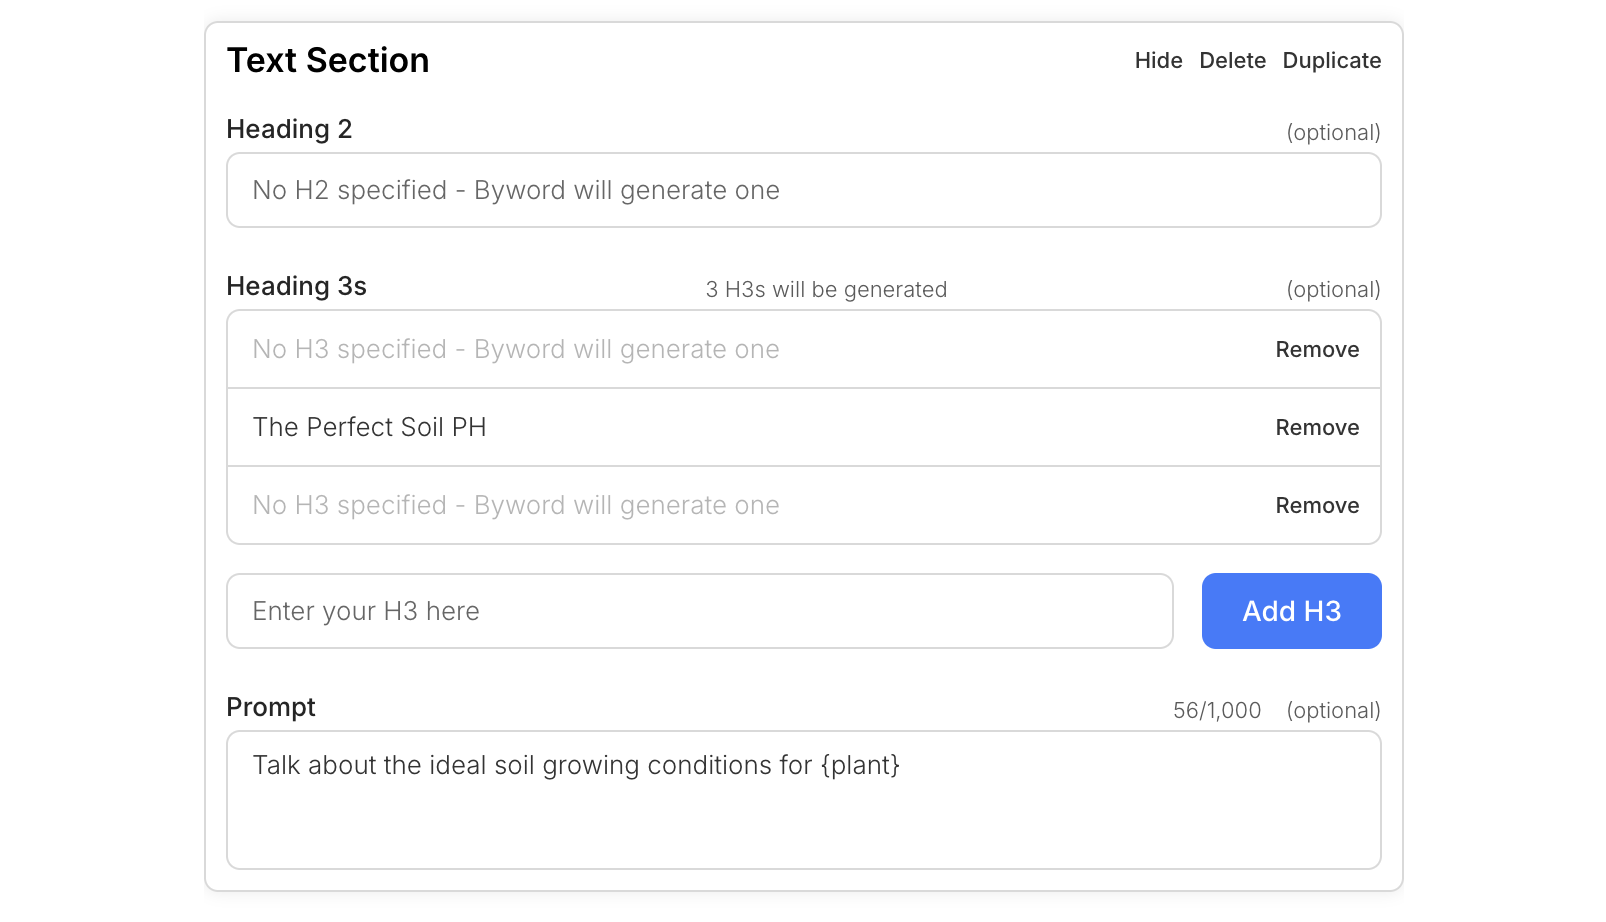 Text Section Hide Delete Duplicate
Heading 2 (optional)
No H2 specified - Byword will generate one
Heading 3s 3 H3s will be generated (optional)
No H3 specified - Byword will generate one Remove
The Perfect Soil PH Remove
No H3 specified - Byword will generate one Remove
Enter your H3 here Add H3
Prompt 56/1,000 (optional)
Talk about the ideal soil growing conditions for {plant}